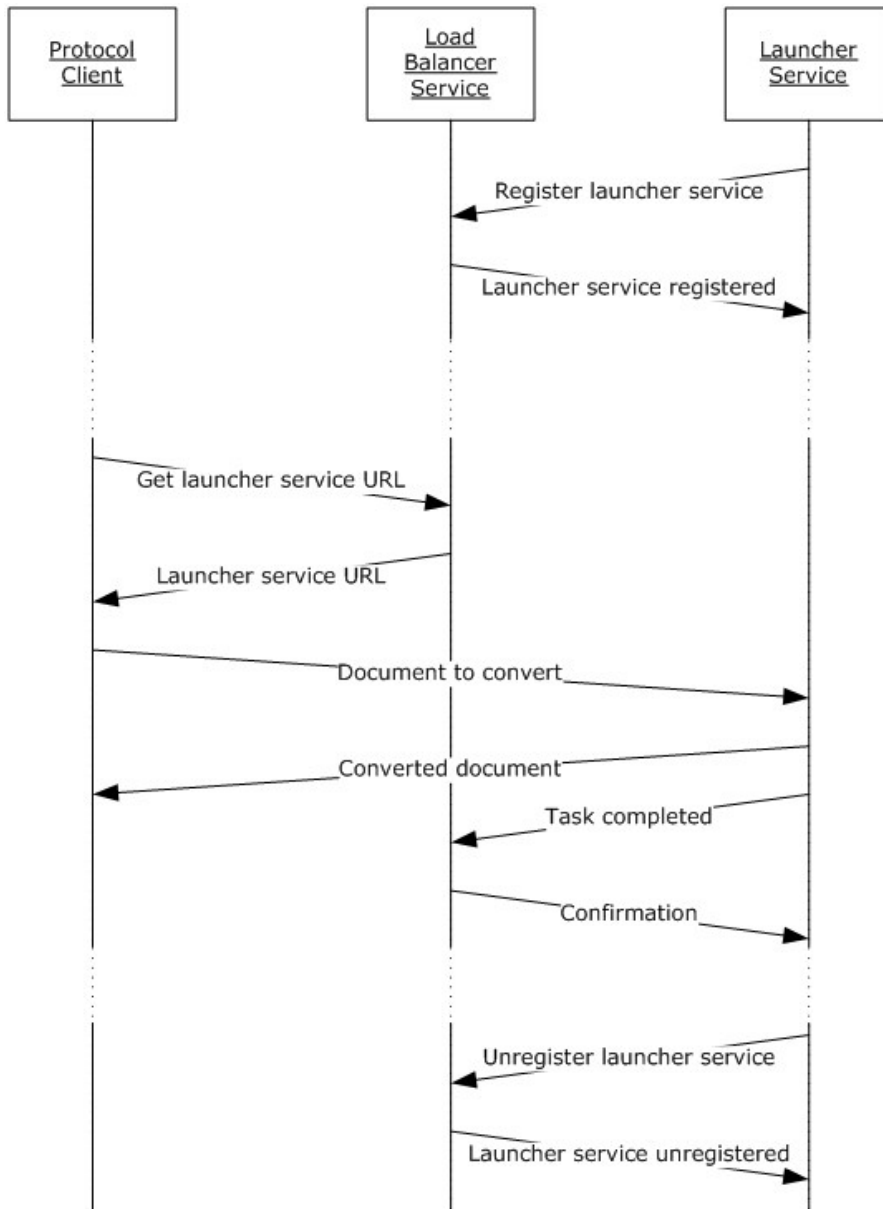 Protocol
Client
Load
Balancer
Service
Launcher
Service
Register launcher service
Launcher service registered
Get launcher service URL
Launcher service URL
Document to convert
Converted document
Task completed
Confirmation
Unregister launcher service
Launcher service unregistered